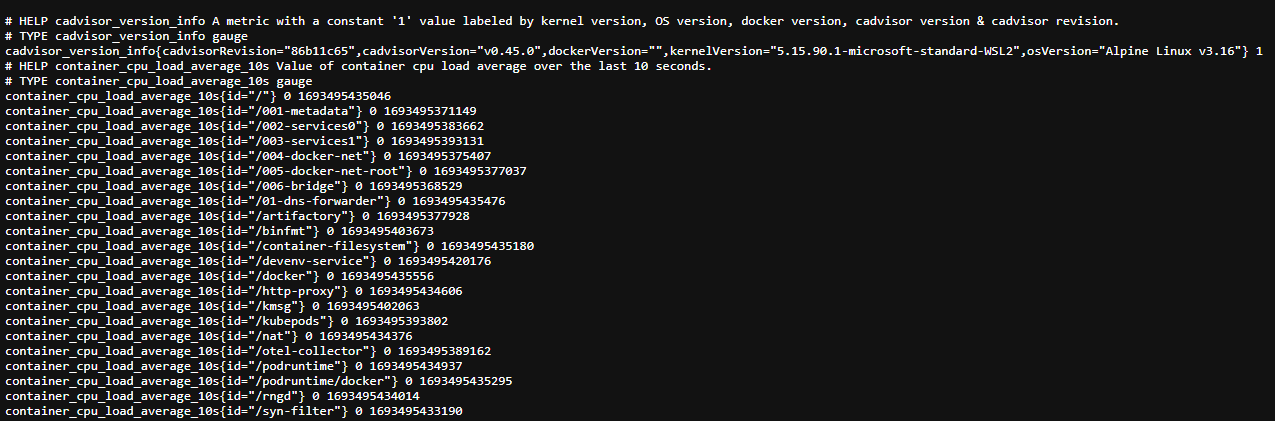 # HELP cadvisor_version_info A metric with a constant '1' value labeled by kernel version, OS version, docker version, cadvisor version & cadvisor revision.
# TYPE cadvisor_version_info gauge
cadvisor_version_info{cadvisorRevision="86b11c65",cadvisorVersion="v0.45.0",dockerVersion="",kernelVersion="5.15.90.1-microsoft-standard-WSL2",osVersion="Alpine Linux v3.16"} 1
# HELP container_cpu_load_average_10s Value of container cpu load average over the last 10 seconds.
# TYPE container_cpu_load_average_10s gauge
container_cpu_load_average_10s{id="/"} 0 1693495435046
container_cpu_load_average_10s{id="/001-metadata"} 0 1693495371149
container_cpu_load_average_10s{id="/002-services0"} 0 1693495383662
container_cpu_load_average_10s{id="/003-services1"} 0 1693495393131
container_cpu_load_average_10s{id="/004-docker-net"} 0 1693495375407
container_cpu_load_average_10s{id="/005-docker-net-root"} 0 1693495377037
container_cpu_load_average_10s{id="/006-bridge"} 0 1693495368529
container_cpu_load_average_10s{id="/01-dns-forwarder"} 0 1693495435476
container_cpu_load_average_10s{id="/artifactory"} 0 1693495377928
container_cpu_load_average_10s{id="/binfmt"} 0 1693495403673
container_cpu_load_average_10s{id="/container-filesystem"} 0 1693495435180
container_cpu_load_average_10s{id="/devenv-service"} 0 1693495420176
container_cpu_load_average_10s{id="/docker"} 0 1693495435556
container_cpu_load_average_10s{id="/http-proxy"} 0 1693495434606
container_cpu_load_average_10s{id="/kmsg"} 0 1693495402063
container_cpu_load_average_10s{id="/kubepods"} 0 1693495393802
container_cpu_load_average_10s{id="/nat"} 0 1693495434376
container_cpu_load_average_10s{id="/otel-collector"} 0 1693495389162
container_cpu_load_average_10s{id="/podruntime"} 0 1693495434937
container_cpu_load_average_10s{id="/podruntime/docker"} 0 1693495435295
container_cpu_load_average_10s{id="/rngd"} 0 1693495434014
container_cpu_load_average_10s{id="/syn-filter"} 0 1693495433190